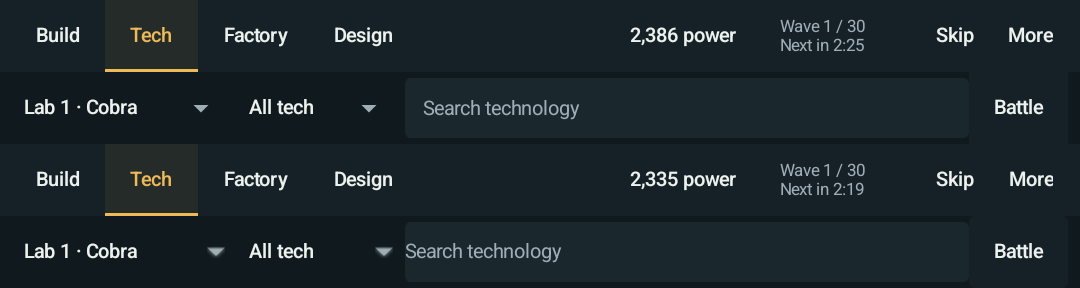 Build Tech Factory Design 2,386 power Wave 1 / 30 Skip More
Next in 2:25
Lab 1 · Cobra All tech Search technology Battle
Build Tech Factory Design 2,335 power Wave 1 / 30 Skip More
Next in 2:19
Lab 1 · Cobra All tech Search technology Battle